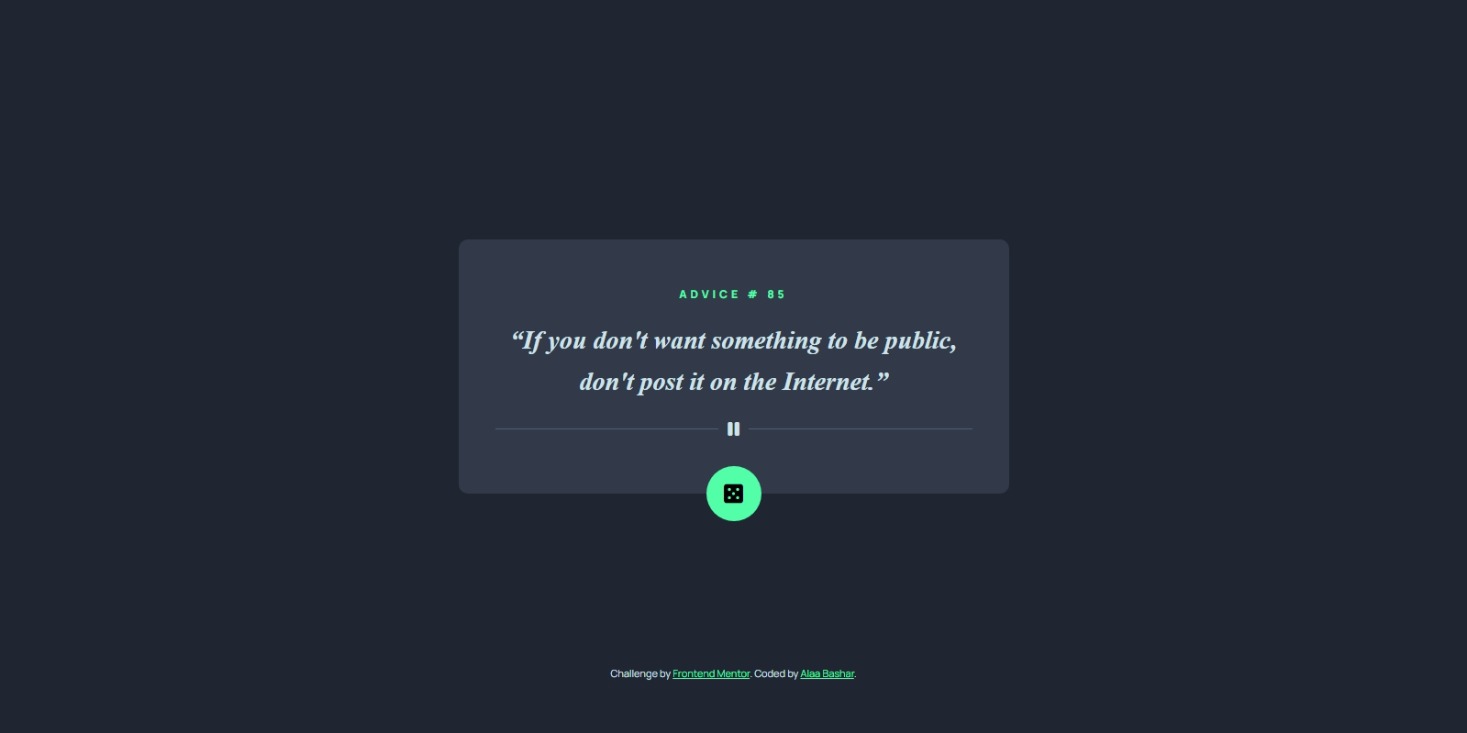 ADVICE # 85
“If you don't want something to be public,
don't post it on the Internet.”
Challenge by Frontend Mentor. Coded by Alaa Bashar.